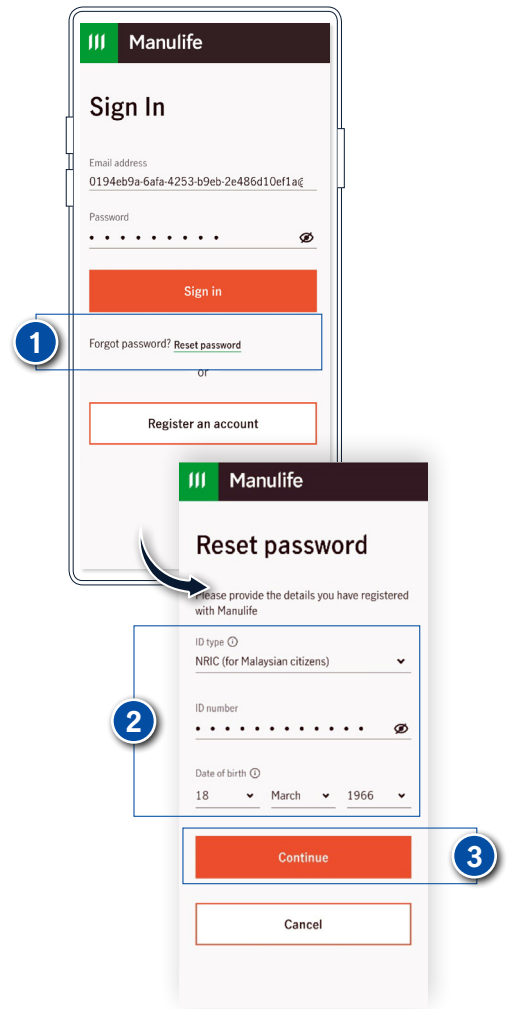 Manulife
Sign In
Email address
0194eb9a-6afa-4253-b9eb-2e486d10ef1a@
Password
Sign in
1
Forgot password? Reset password
or
Register an account
Manulife
Reset password
Please provide the details you have registered
with Manulife
2
ID type
NRIC (for Malaysian citizens)
ID number
Date of birth
18 March 1966
Continue
3
Cancel